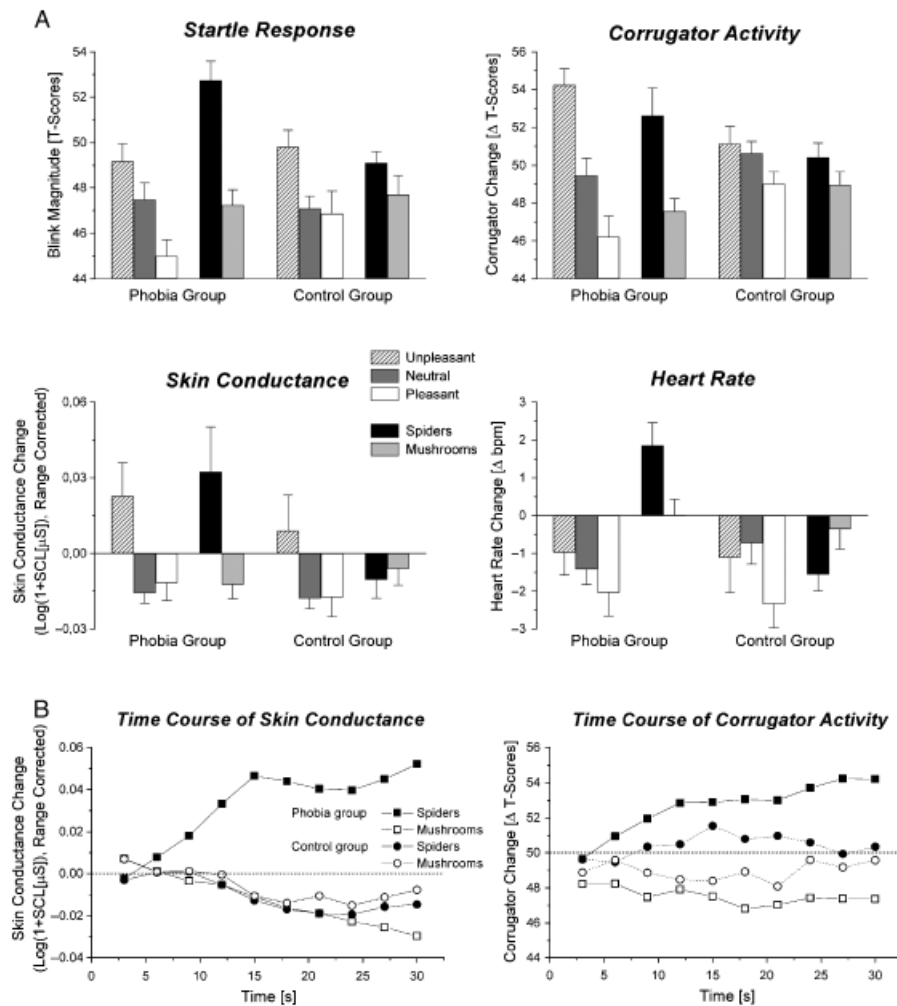 A
Startle Response
Blink Magnitude [T-Scores]
54
52
50
48
46
44
Phobia Group
Control Group
Corrugator Activity
Corrugator Change [Δ T-Scores]
56
54
52
50
48
46
44
Phobia Group
Control Group
Unpleasant
Neutral
Pleasant
Spiders
Mushrooms
Skin Conductance
Skin Conductance Change
(Log(1+SCL[µS]), Range Corrected)
0,06
0,03
0,00
–0,03
Phobia Group
Control Group
Heart Rate
Heart Rate Change [Δ bpm]
3
2
1
0
–1
–2
–3
Phobia Group
Control Group
B
Time Course of Skin Conductance
Skin Conductance Change
(Log(1+SCL[µS]), Range Corrected)
0.06
0.04
0.02
0.00
–0.02
–0.04
Phobia group
Spiders
Mushrooms
Control group
Spiders
Mushrooms
0 5 10 15 20 25 30
Time [s]
Time Course of Corrugator Activity
Corrugator Change [Δ T-Scores]
56
54
52
50
48
46
44
0 5 10 15 20 25 30
Time [s]